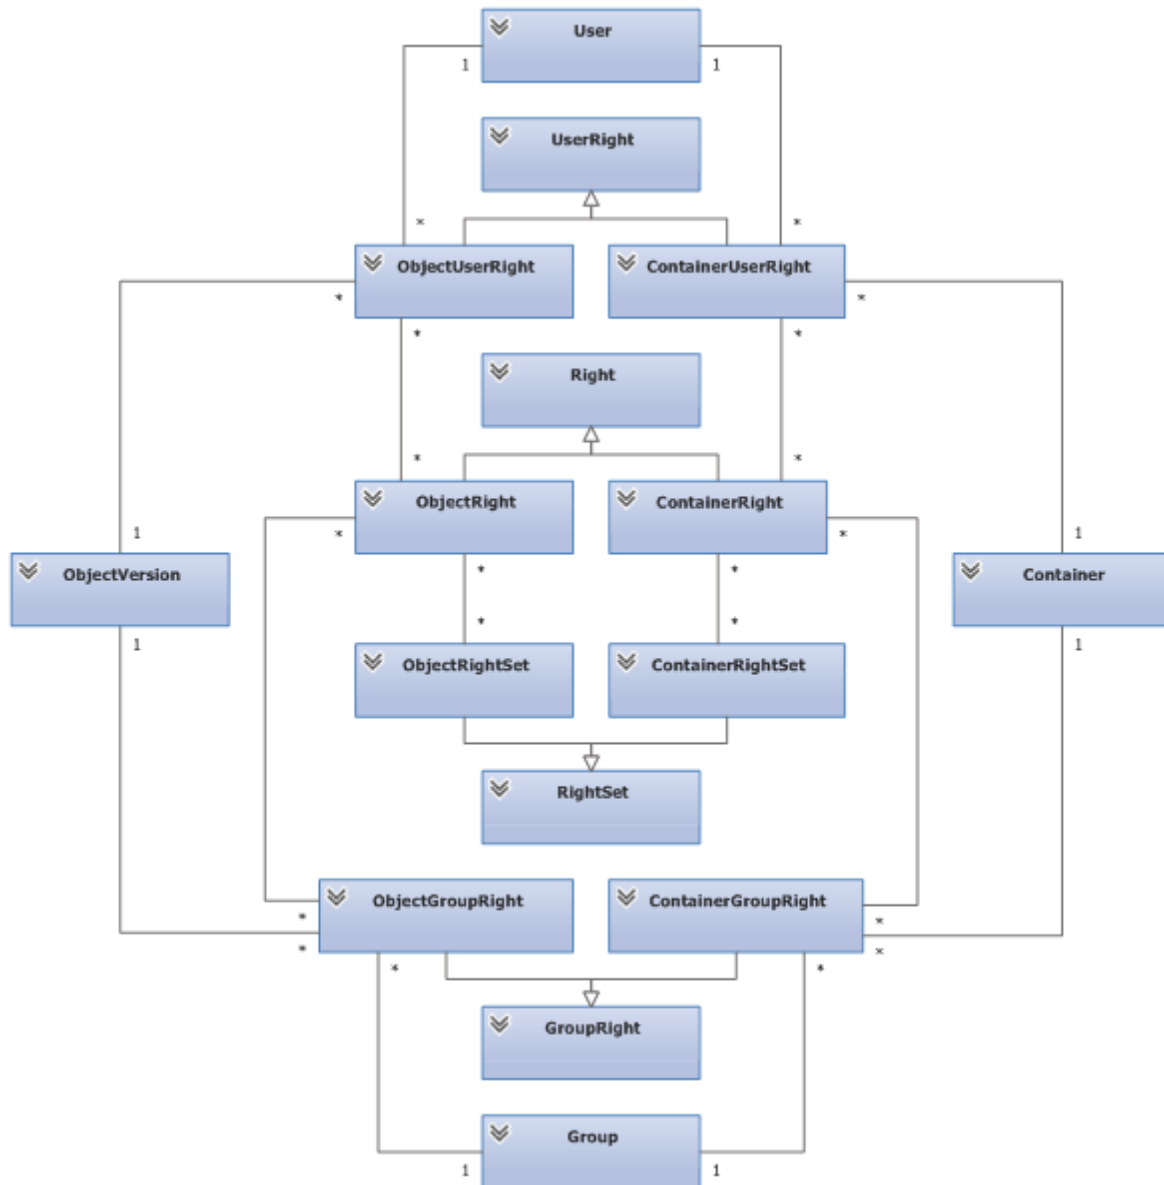 User
1 1
UserRight
* *
ObjectUserRight ContainerUserRight
* *
* *
Right
* *
ObjectRight ContainerRight
1 * * 1
ObjectVersion * * Container
* *
1 1
ObjectRightSet ContainerRightSet
RightSet
ObjectGroupRight ContainerGroupRight
* *
* *
* *
GroupRight
Group
1 1